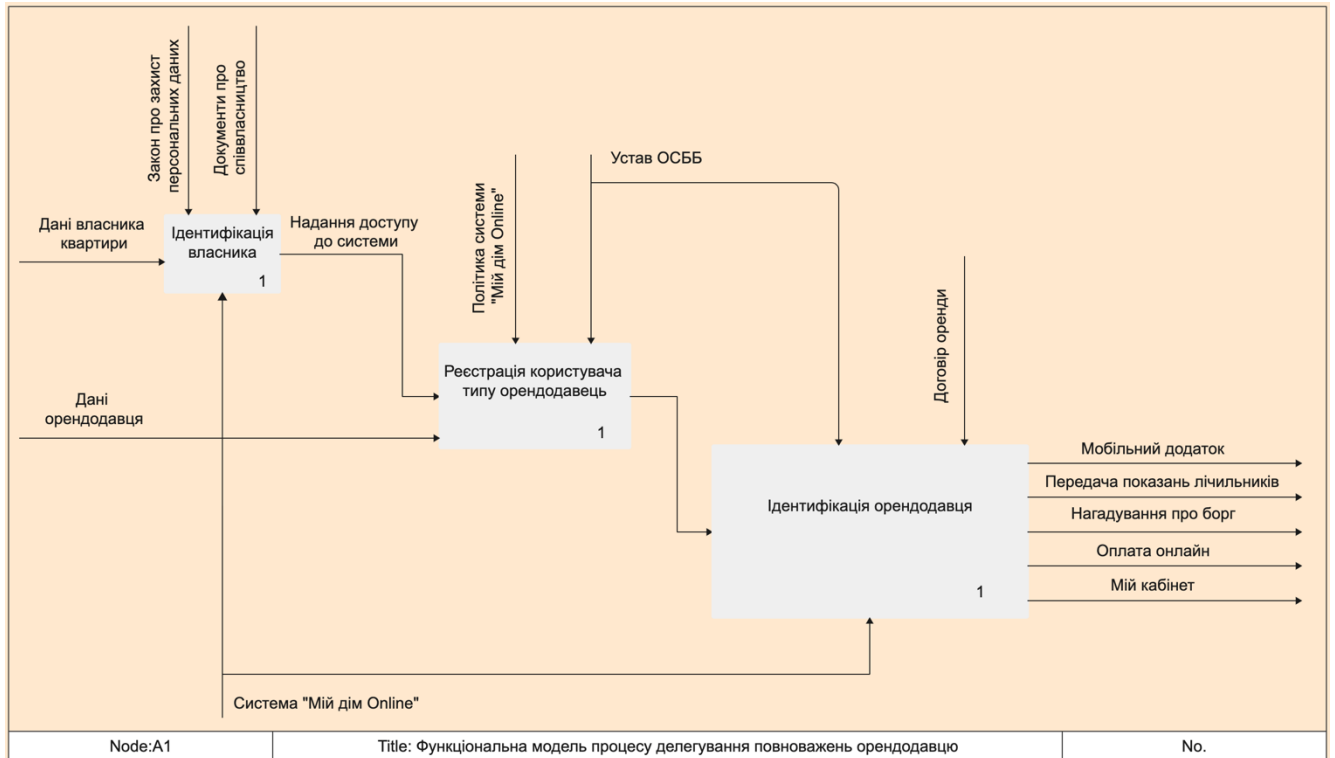 Закон про захист
персональних даних
Документи про
співвласництво
Дані власника
квартири
Ідентифікація
власника
1
Надання доступу
до системи
Політика системи
"Мій дім Online"
Устав ОСББ
Договір оренди
Дані
орендодавця
Реєстрація користувача
типу орендодавець
1
Ідентифікація орендодавця
1
Мобільний додаток
Передача показань лічильників
Нагадування про борг
Оплата онлайн
Мій кабінет
Система "Мій дім Online"
Node:A1
Title: Функціональна модель процесу делегування повноважень орендодавцю
No.